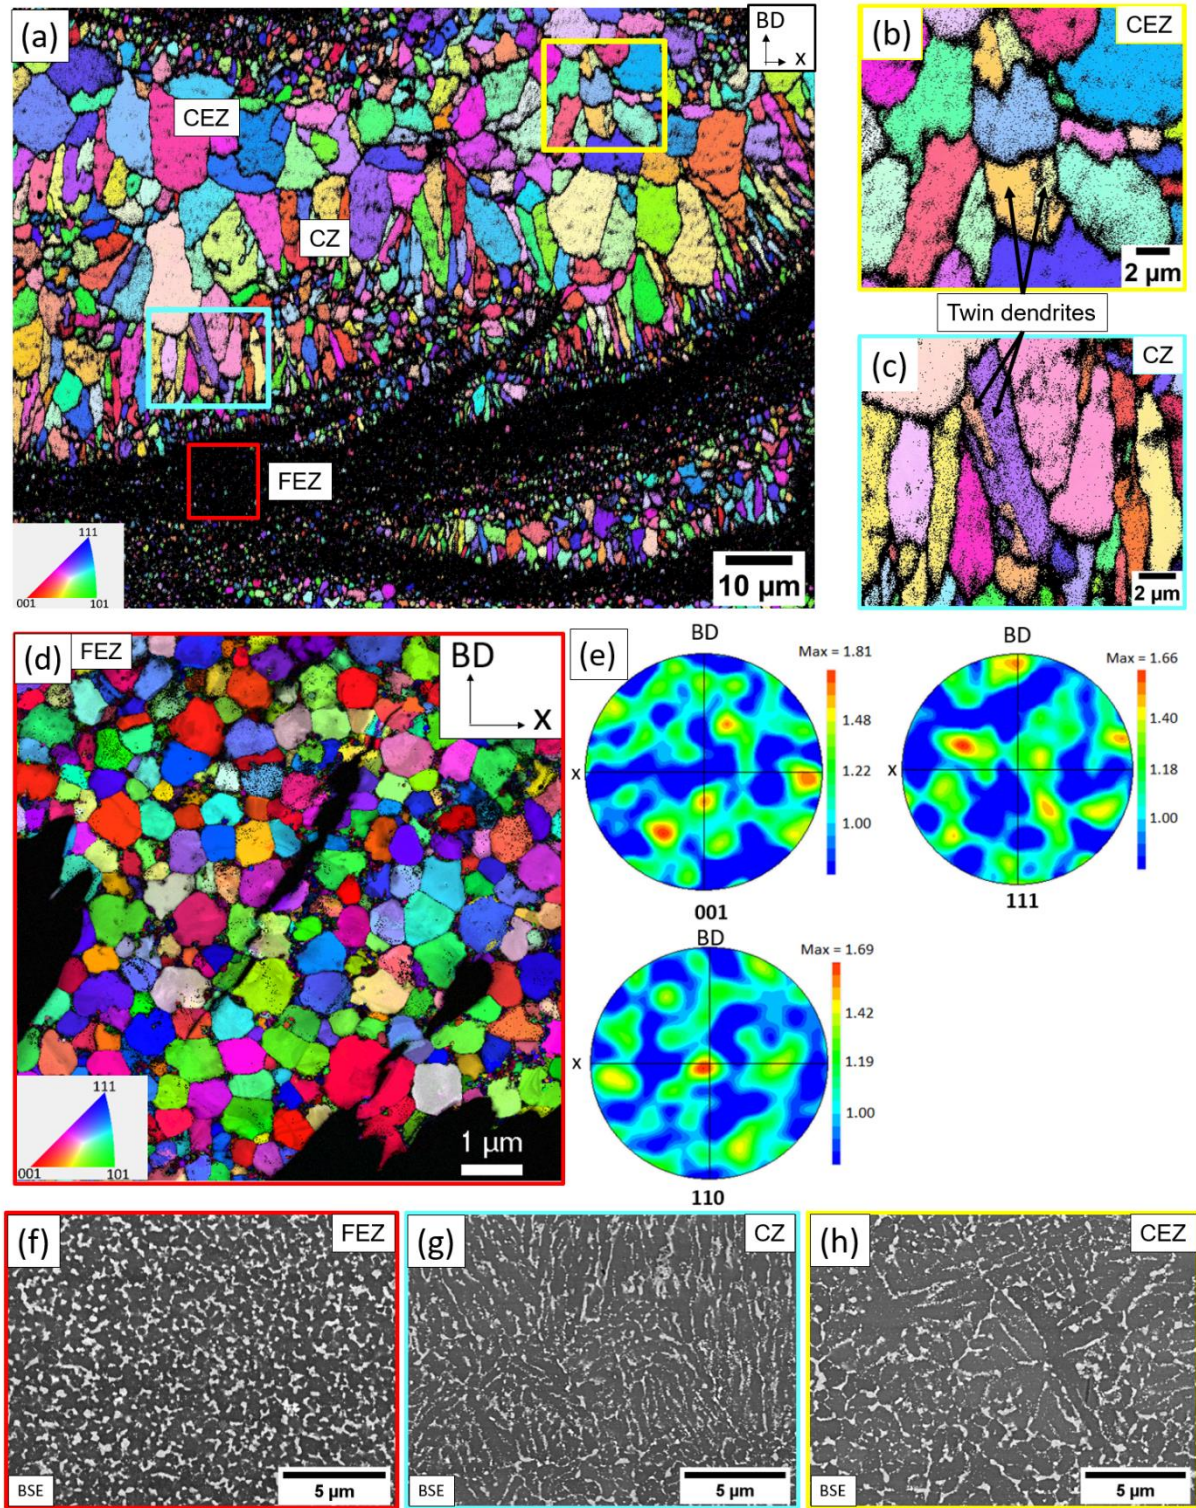 (a)
BD
x
CEZ
CZ
FEZ
111
001
101
10 µm
(b)
CEZ
2 µm
Twin dendrites
(c)
CZ
2 µm
(d)
FEZ
BD
x
111
001
101
1 µm
(e)
BD
Max = 1.81
x
1.48
1.22
1.00
001
BD
Max = 1.66
x
1.40
1.18
1.00
111
BD
Max = 1.69
x
1.42
1.19
1.00
110
(f)
FEZ
BSE
5 µm
(g)
CZ
BSE
5 µm
(h)
CEZ
BSE
5 µm